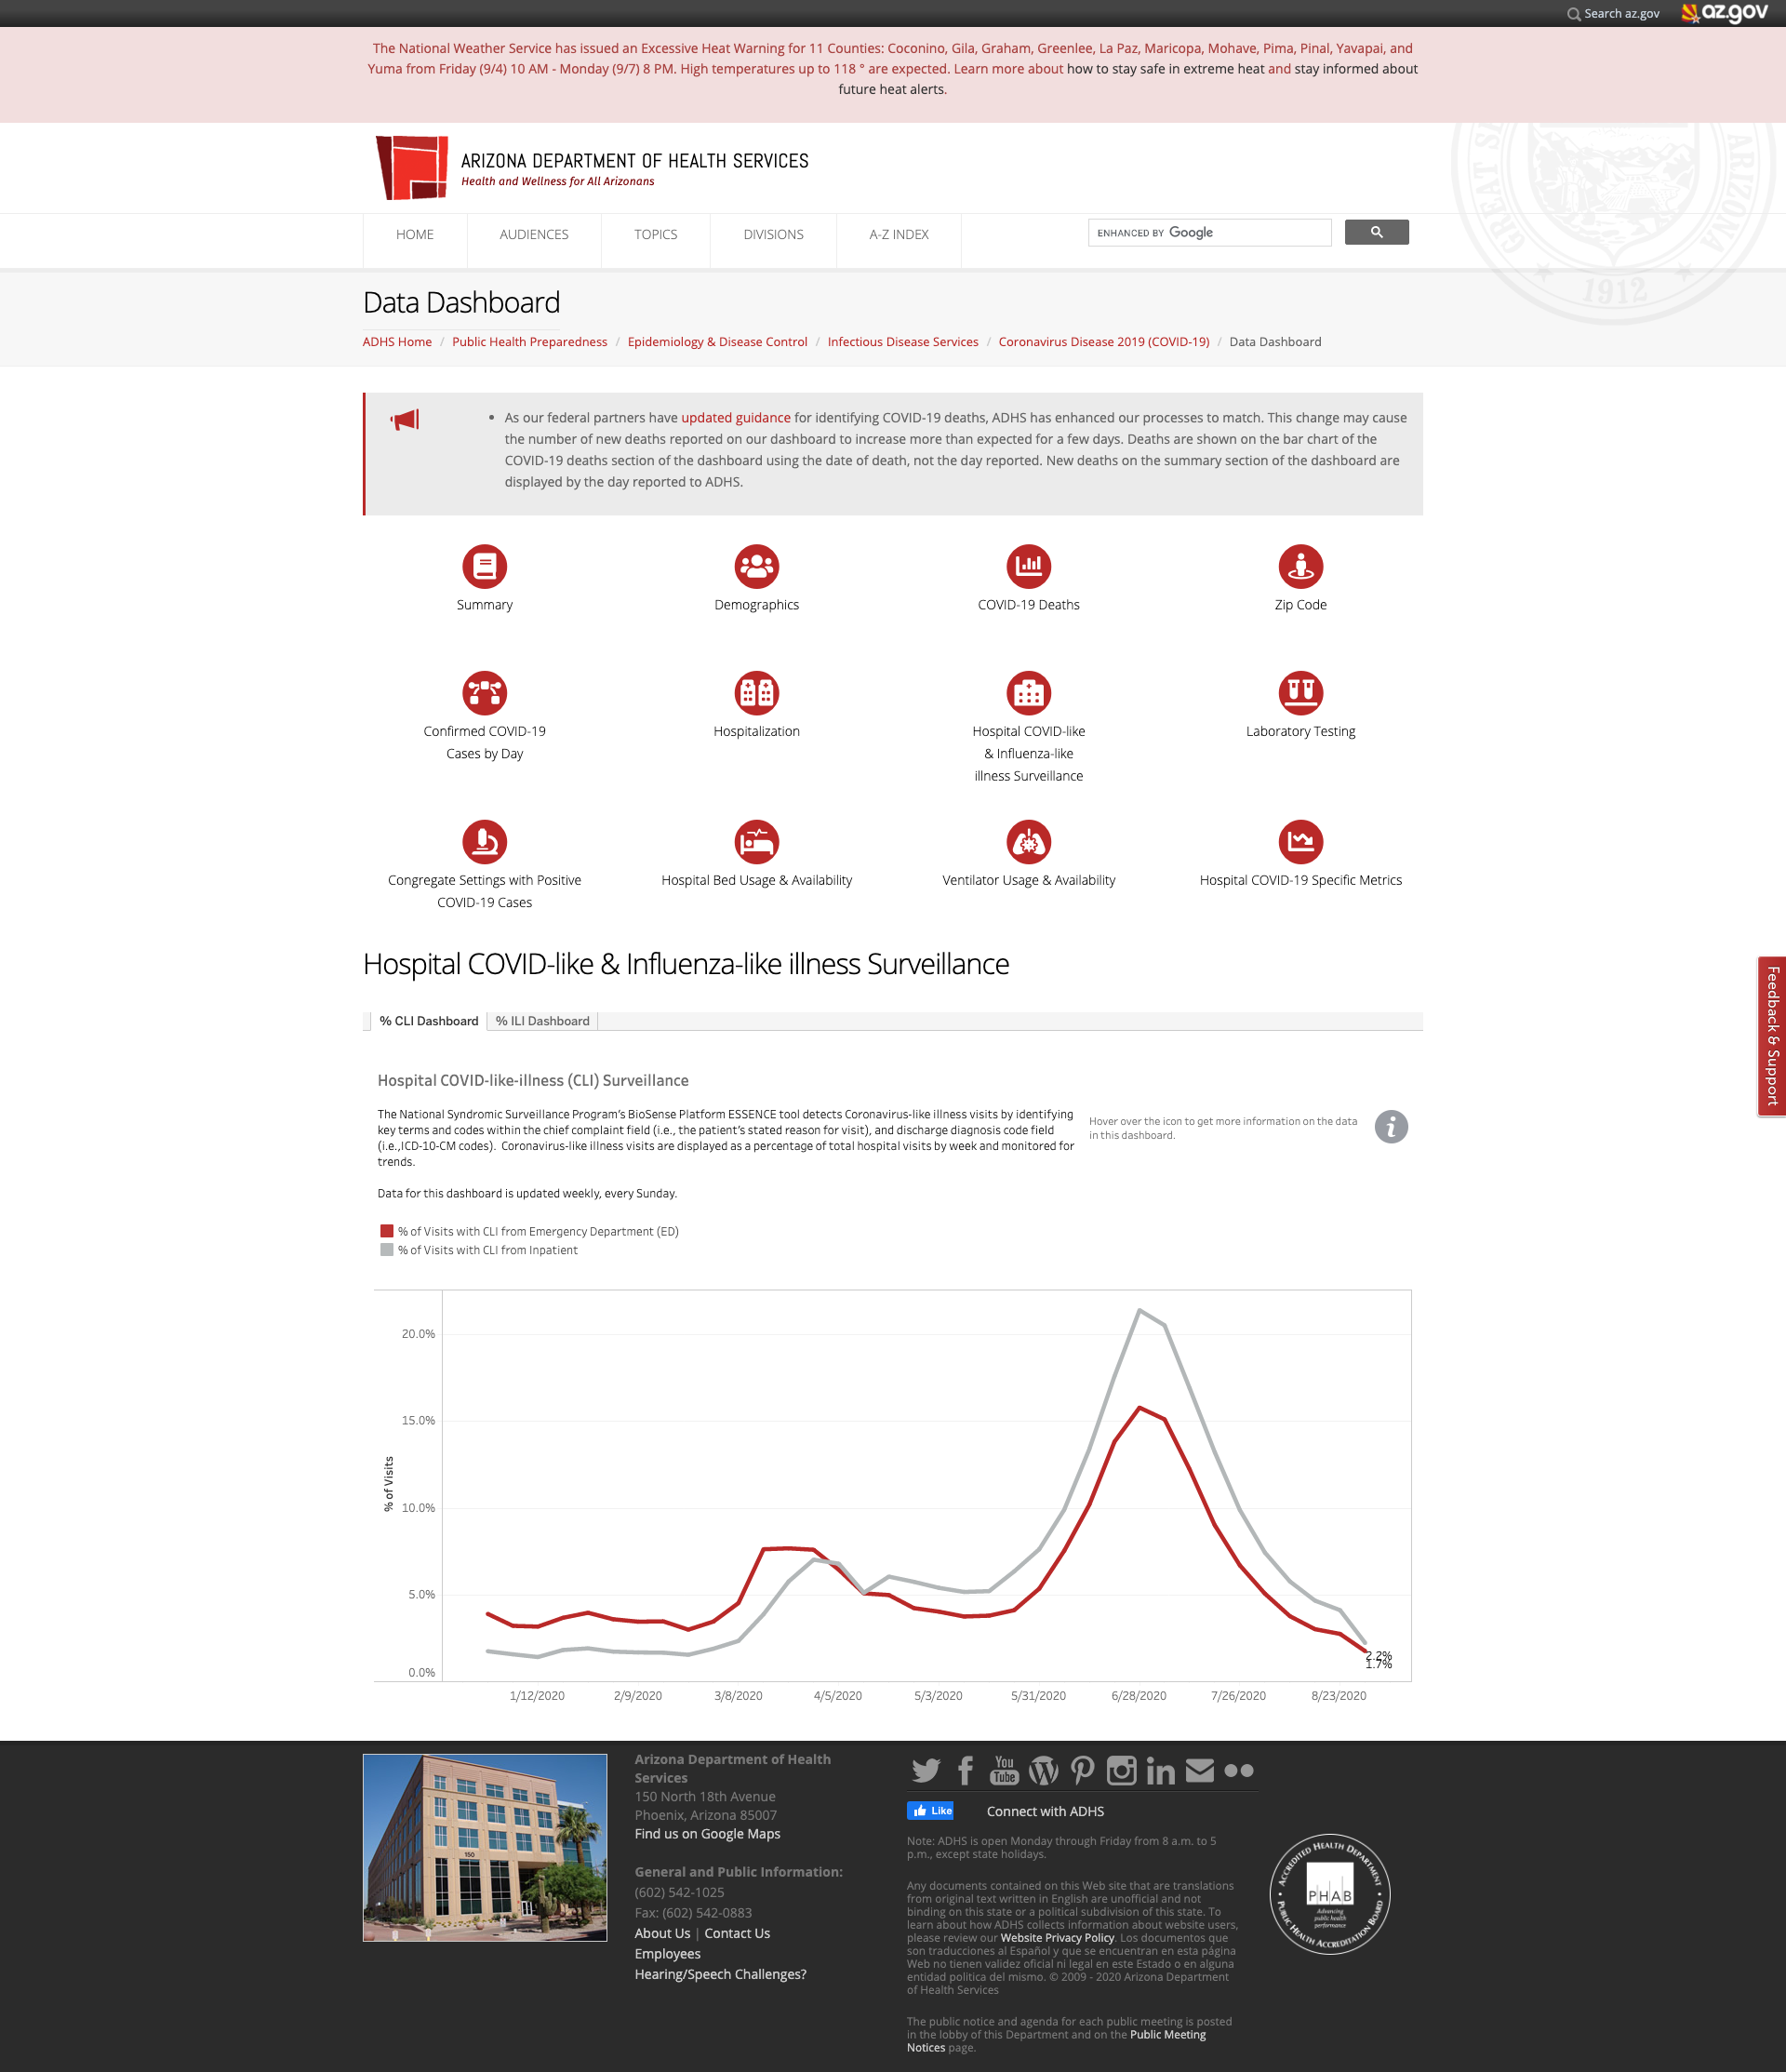 Search az.gov
az.gov
The National Weather Service has issued an Excessive Heat Warning for 11 Counties: Coconino, Gila, Graham, Greenlee, La Paz, Maricopa, Mohave, Pima, Pinal, Yavapai, and
Yuma from Friday (9/4) 10 AM - Monday (9/7) 8 PM. High temperatures up to 118 ° are expected. Learn more about how to stay safe in extreme heat and stay informed about
future heat alerts.
ARIZONA DEPARTMENT OF HEALTH SERVICES
Health and Wellness for All Arizonans
GREAT S
ARIZONA
1912
HOME
AUDIENCES
TOPICS
DIVISIONS
A-Z INDEX
ENHANCED BY Google
Data Dashboard
ADHS Home / Public Health Preparedness / Epidemiology & Disease Control / Infectious Disease Services / Coronavirus Disease 2019 (COVID-19) / Data Dashboard
• As our federal partners have updated guidance for identifying COVID-19 deaths, ADHS has enhanced our processes to match. This change may cause
the number of new deaths reported on our dashboard to increase more than expected for a few days. Deaths are shown on the bar chart of the
COVID-19 deaths section of the dashboard using the date of death, not the day reported. New deaths on the summary section of the dashboard are
displayed by the day reported to ADHS.
Summary
Demographics
COVID-19 Deaths
Zip Code
Confirmed COVID-19
Cases by Day
Hospitalization
Hospital COVID-like
& Influenza-like
illness Surveillance
Laboratory Testing
Congregate Settings with Positive
COVID-19 Cases
Hospital Bed Usage & Availability
Ventilator Usage & Availability
Hospital COVID-19 Specific Metrics
Hospital COVID-like & Influenza-like illness Surveillance
Feedback & Support
% CLI Dashboard
% ILI Dashboard
Hospital COVID-like-illness (CLI) Surveillance
The National Syndromic Surveillance Program's BioSense Platform ESSENCE tool detects Coronavirus-like illness visits by identifying
key terms and codes within the chief complaint field (i.e., the patient's stated reason for visit), and discharge diagnosis code field
(i.e.,ICD-10-CM codes). Coronavirus-like illness visits are displayed as a percentage of total hospital visits by week and monitored for
trends.
Hover over the icon to get more information on the data
in this dashboard.
Data for this dashboard is updated weekly, every Sunday.
% of Visits with CLI from Emergency Department (ED)
% of Visits with CLI from Inpatient
% of Visits
20.0%
15.0%
10.0%
5.0%
0.0%
2.2%
1.7%
1/12/2020
2/9/2020
3/8/2020
4/5/2020
5/3/2020
5/31/2020
6/28/2020
7/26/2020
8/23/2020
150
Arizona Department of Health
Services
150 North 18th Avenue
Phoenix, Arizona 85007
Find us on Google Maps
General and Public Information:
(602) 542-1025
Fax: (602) 542-0883
About Us | Contact Us
Employees
Hearing/Speech Challenges?
You
Tube
Like
Connect with ADHS
Note: ADHS is open Monday through Friday from 8 a.m. to 5
p.m., except state holidays.
Any documents contained on this Web site that are translations
from original text written in English are unofficial and not
binding on this state or a political subdivision of this state. To
learn about how ADHS collects information about website users,
please review our Website Privacy Policy. Los documentos que
son traducciones al Español y que se encuentran en esta página
Web no tienen validez oficial ni legal en este Estado o en alguna
entidad politica del mismo. © 2009 - 2020 Arizona Department
of Health Services
The public notice and agenda for each public meeting is posted
in the lobby of this Department and on the Public Meeting
Notices page.
ACCREDITED HEALTH DEPARTMENT
PHAB
Advancing
public health
performance
PUBLIC HEALTH ACCREDITATION BOARD